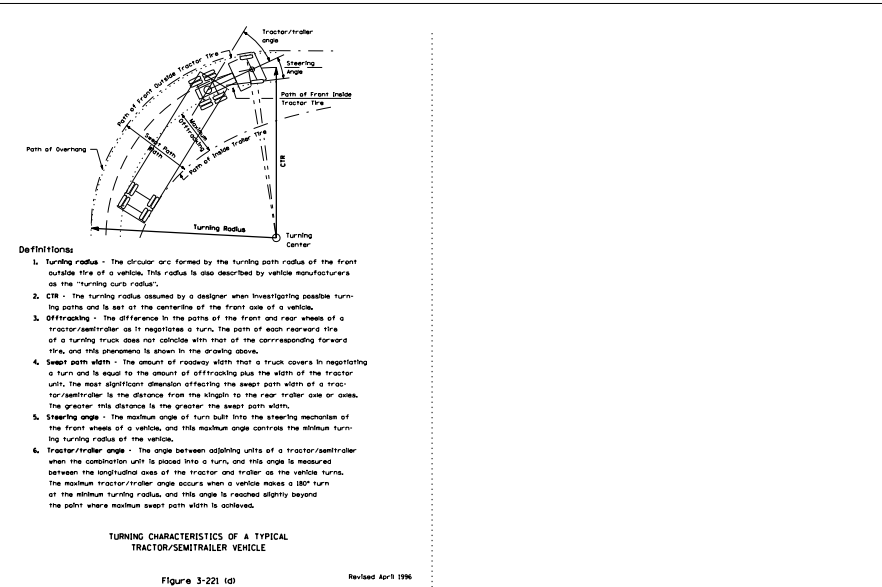 Tractor/trailer
angle
Steering
Angle
Path of Front Outside Tractor Tire
Path of Front Inside
Tractor Tire
Maximum
Offtracking
Swept Path
Width
Path of Inside Trailer Tire
Path of Overhang
CTR
Turning Radius
Turning
Center
Definitions:
1. Turning radius - The circular arc formed by the turning path radius of the front
outside tire of a vehicle. This radius is also described by vehicle manufacturers
as the "turning curb radius".
2. CTR - The turning radius assumed by a designer when investigating possible turn-
ing paths and is set at the centerline of the front axle of a vehicle.
3. Offtracking - The difference in the paths of the front and rear wheels of a
tractor/semitrailer as it negotiates a turn. The path of each rearward tire
of a turning truck does not coincide with that of the corrresponding forward
tire, and this phenomena is shown in the drawing above.
4. Swept path width - The amount of roadway width that a truck covers in negotiating
a turn and is equal to the amount of offtracking plus the width of the tractor
unit. The most significant dimension affecting the swept path width of a trac-
tor/semitrailer is the distance from the kingpin to the rear trailer axle or axles.
The greater this distance is the greater the swept path width.
5. Steering angle - The maximum angle of turn built into the steering mechanism of
the front wheels of a vehicle, and this maximum angle controls the minimum turn-
ing turning radius of the vehicle.
6. Tractor/trailer angle - The angle between adjoining units of a tractor/semitrailer
when the combination unit is placed into a turn, and this angle is measured
between the longitudinal axes of the tractor and trailer as the vehicle turns.
The maximum tractor/trailer angle occurs when a vehicle makes a 180° turn
at the minimum turning radius, and this angle is reached slightly beyond
the point where maximum swept path width is achieved.
TURNING CHARACTERISTICS OF A TYPICAL
TRACTOR/SEMITRAILER VEHICLE
Figure 3-221 (d)
Revised April 1996